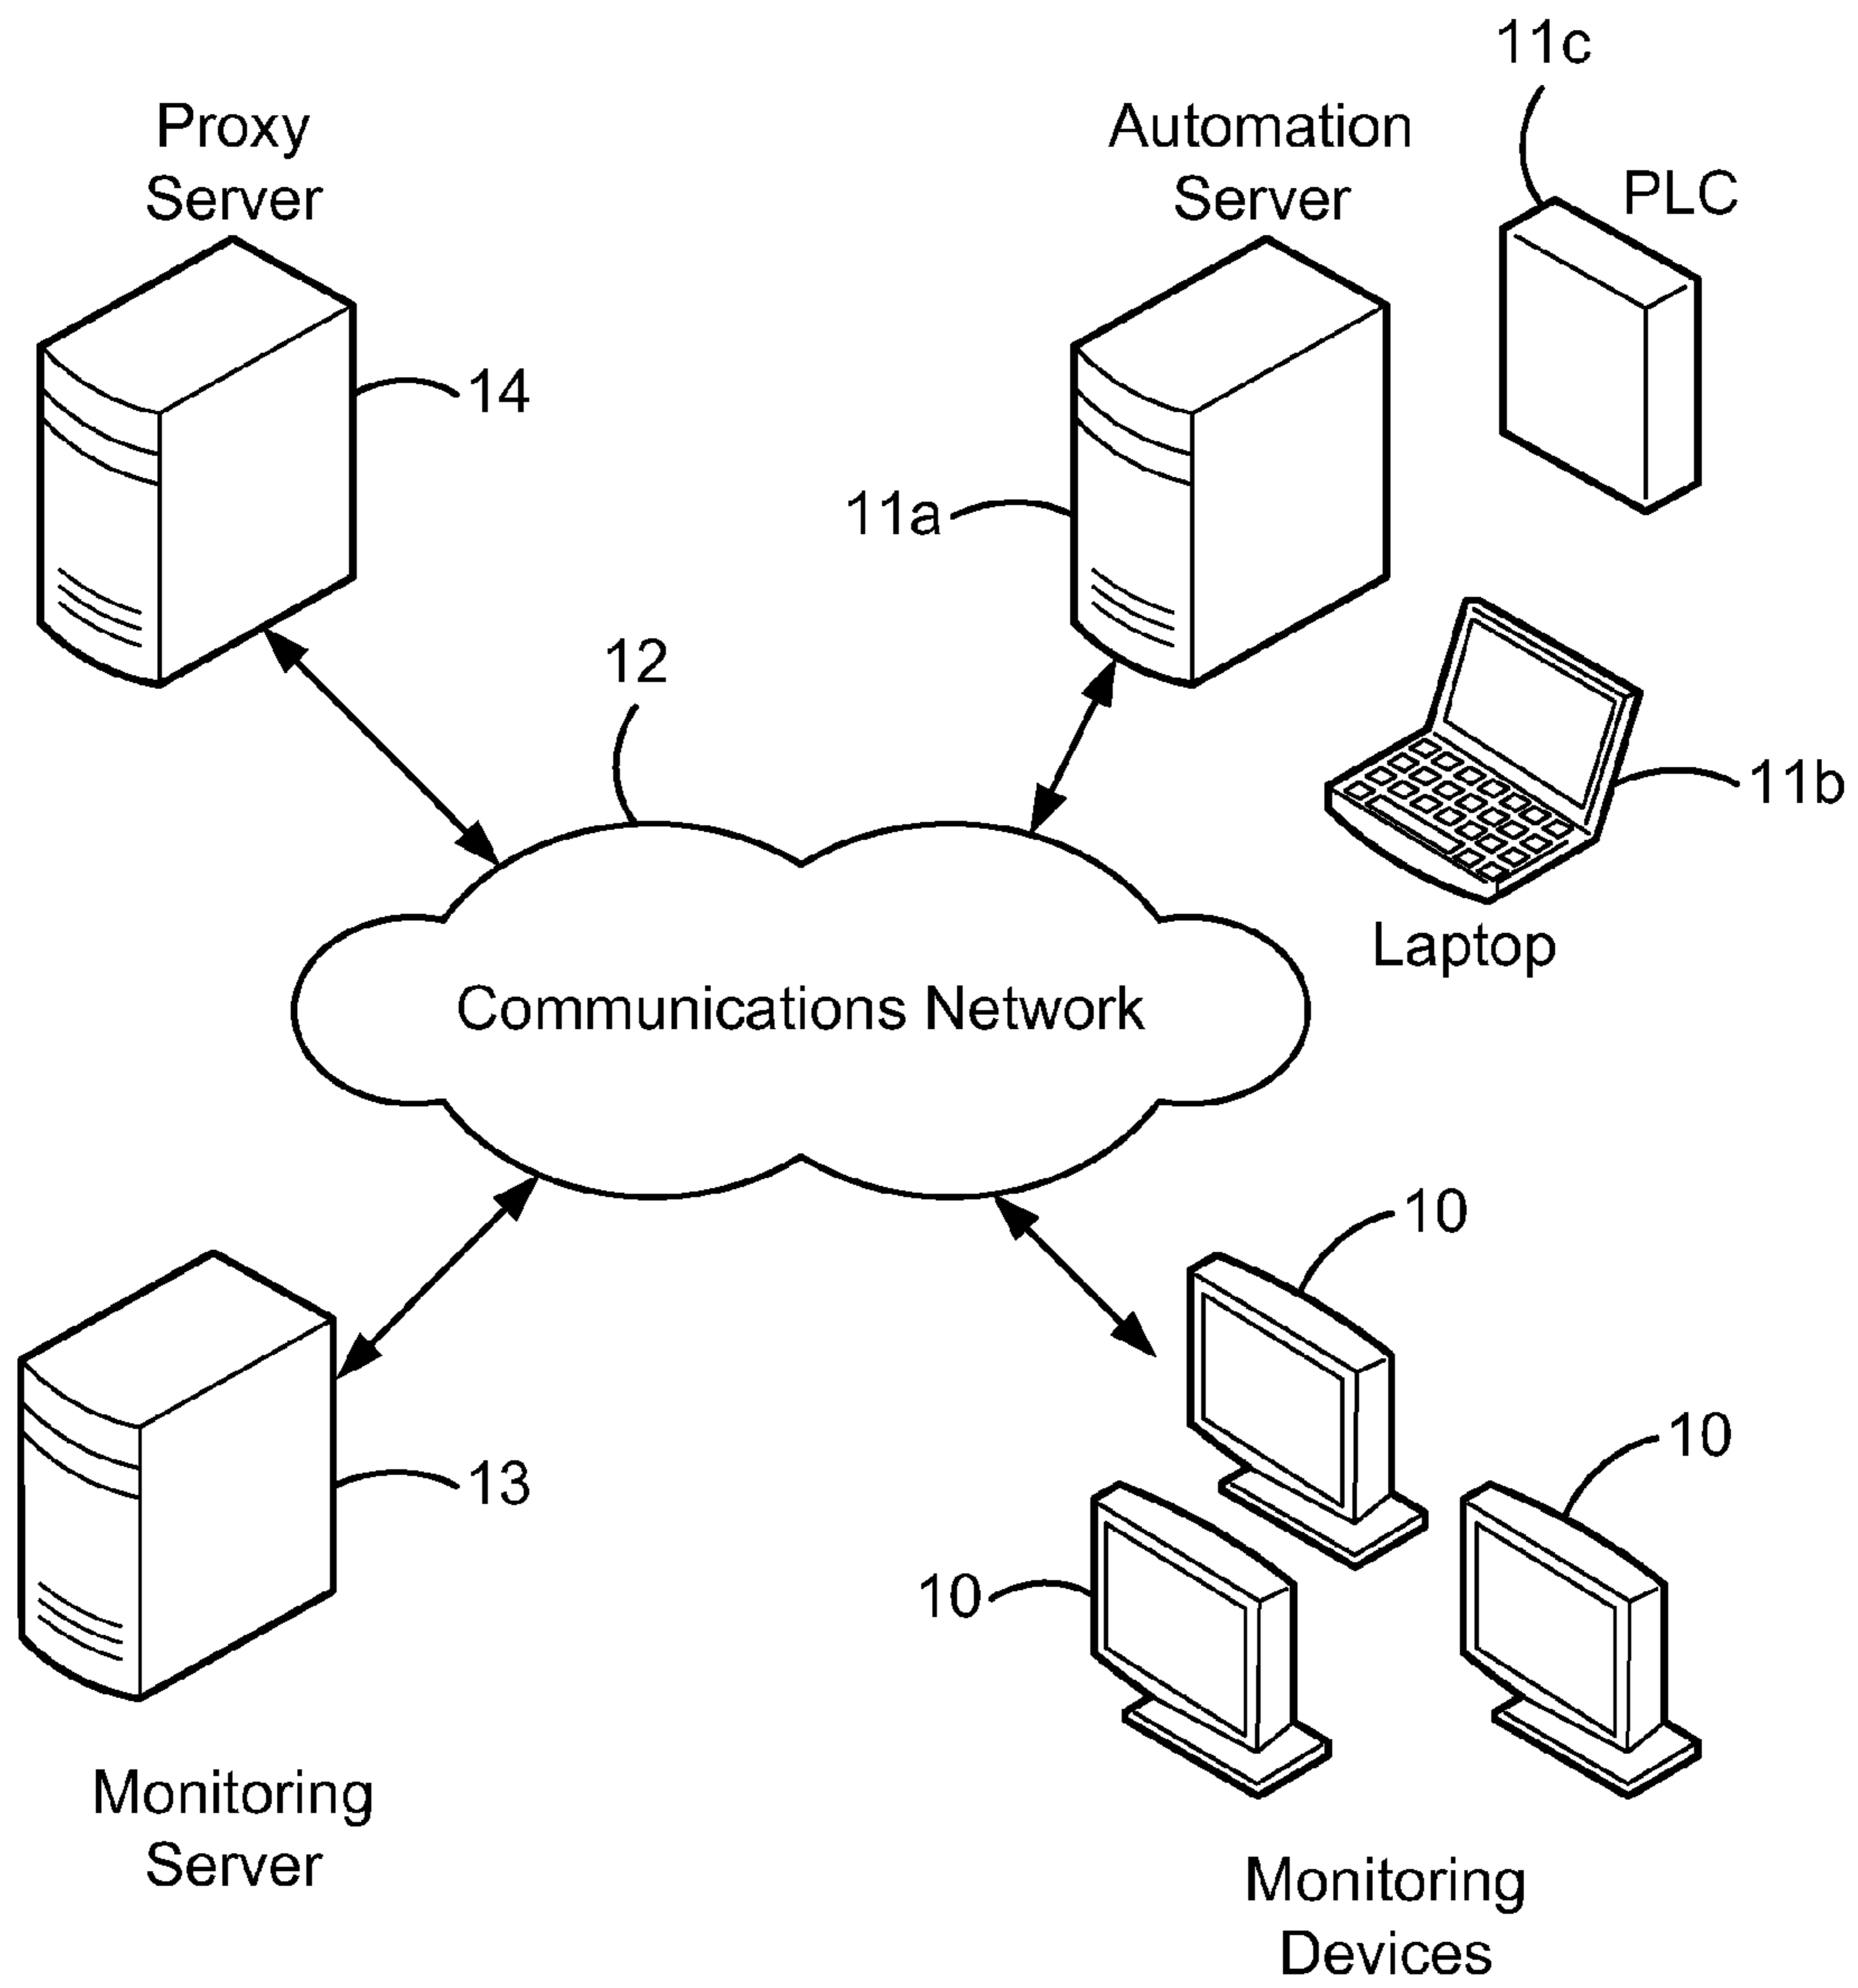 11c
Proxy
Server
Automation
Server
PLC
14
11a
12
11b
Laptop
Communications Network
10
10
13
10
Monitoring
Server
Monitoring
Devices